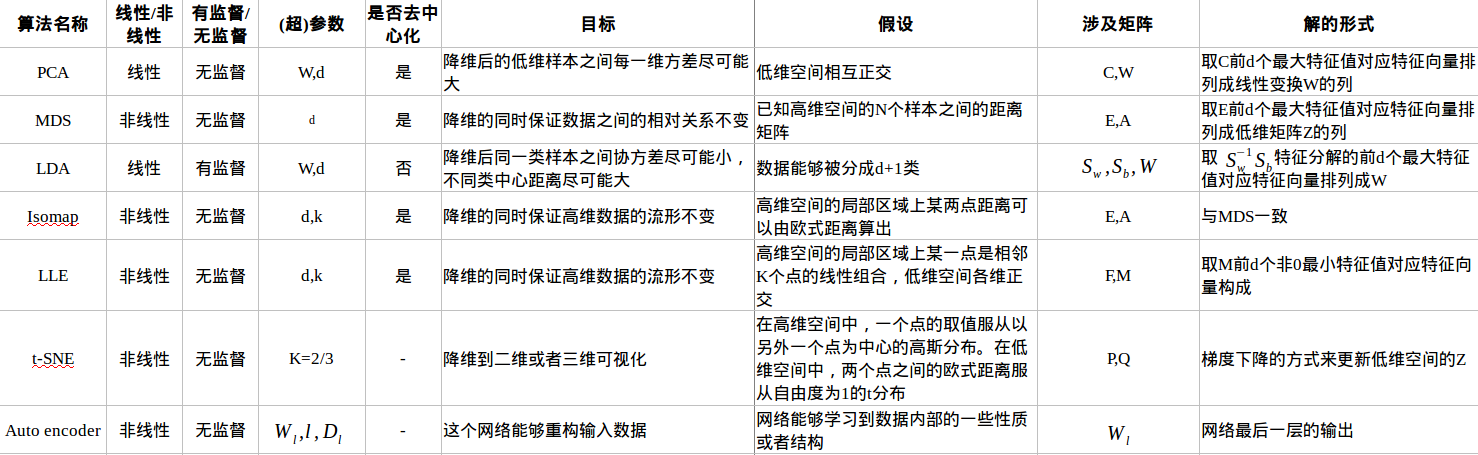 算法名称
线性/非
线性
有监督/
无监督
(超)参数
是否去中
心化
目标
假设
涉及矩阵
解的形式
PCA
线性
无监督
W,d
是
降维后的低维样本之间每一维方差尽可能
大
低维空间相互正交
C,W
取C前d个最大特征值对应特征向量排
列成线性变换W的列
MDS
非线性
无监督
d
是
降维的同时保证数据之间的相对关系不变
已知高维空间的N个样本之间的距离
矩阵
E,A
取E前d个最大特征值对应特征向量排
列成低维矩阵Z的列
LDA
线性
有监督
W,d
否
降维后同一类样本之间协方差尽可能小，
不同类中心距离尽可能大
数据能够被分成d+1类
S_w,S_b,W
取 S_w^{-1}S_b 特征分解的前d个最大特征
值对应特征向量排列成W
Isomap
非线性
无监督
d,k
是
降维的同时保证高维数据的流形不变
高维空间的局部区域上某两点距离可
以由欧式距离算出
E,A
与MDS一致
LLE
非线性
无监督
d,k
是
降维的同时保证高维数据的流形不变
高维空间的局部区域上某一点是相邻
K个点的线性组合，低维空间各维正
交
F,M
取M前d个非0最小特征值对应特征向
量构成
t-SNE
非线性
无监督
K=2/3
-
降维到二维或者三维可视化
在高维空间中，一个点的取值服从以
另外一个点为中心的高斯分布。在低
维空间中，两个点之间的欧式距离服
从自由度为1的t分布
P,Q
梯度下降的方式来更新低维空间的Z
Auto encoder
非线性
无监督
W_l,l,D_l
-
这个网络能够重构输入数据
网络能够学习到数据内部的一些性质
或者结构
W_l
网络最后一层的输出